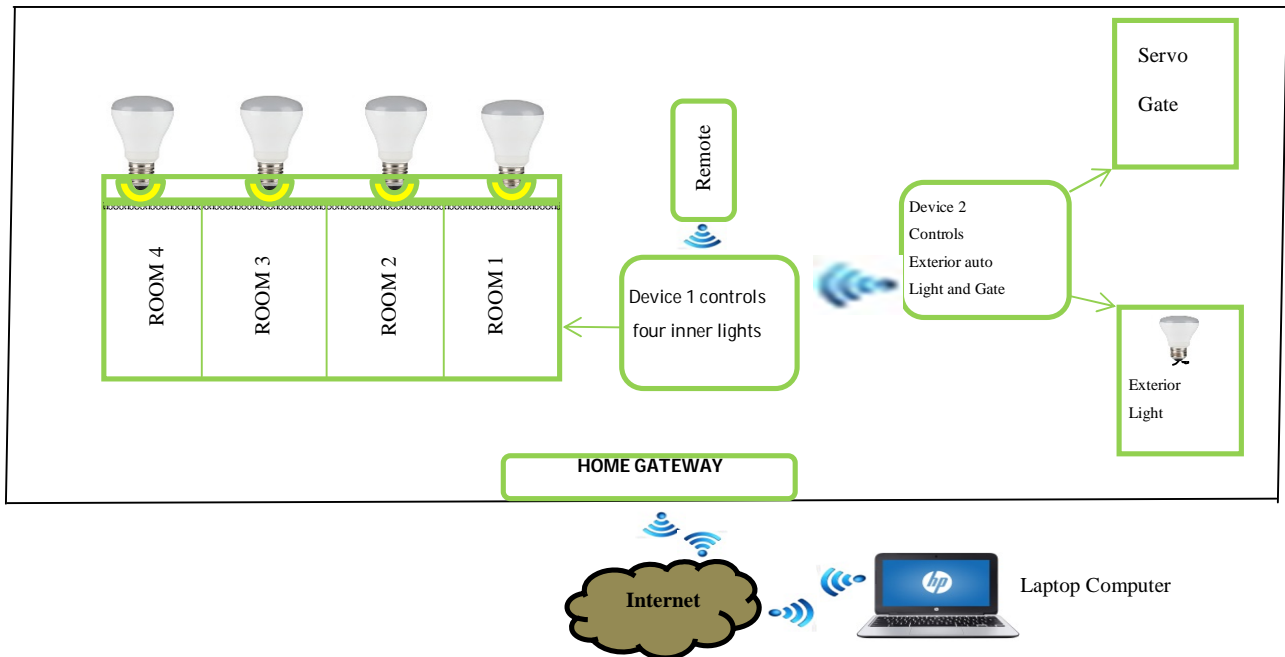 Servo
Gate
Remote
ROOM 4
ROOM 3
ROOM 2
ROOM 1
Device 1 controls
four inner lights
Device 2
Controls
Exterior auto
Light and Gate
Exterior
Light
HOME GATEWAY
Internet
hp
Laptop Computer